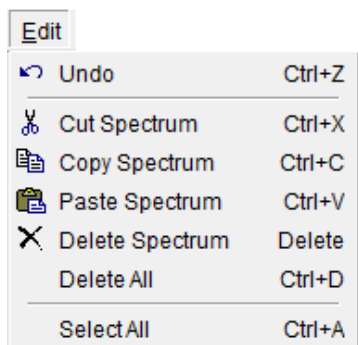 Edit
Undo Ctrl+Z
Cut Spectrum Ctrl+X
Copy Spectrum Ctrl+C
Paste Spectrum Ctrl+V
Delete Spectrum Delete
Delete All Ctrl+D
Select All Ctrl+A